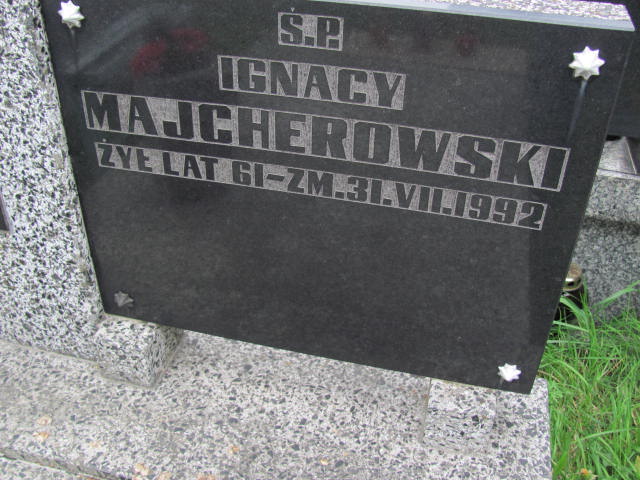 Ś.P.
IGNACY
MAJCHEROWSKI
ŻYŁ LAT 61-ZM.31.VII.1992